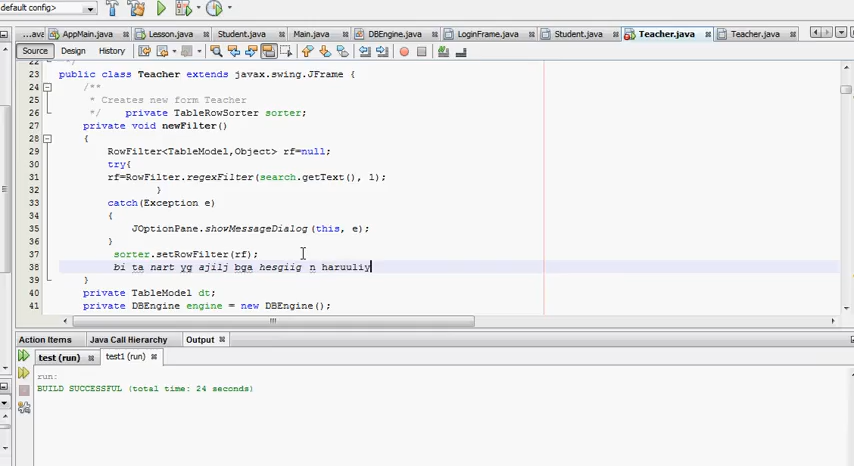 default config>
...ava AppMain.java Lesson.java Student.java Main.java DBEngine.java LoginFrame.java Student.java Teacher.java Teacher.java
Source Design History
22 */
23 public class Teacher extends javax.swing.JFrame {
24 /**
25 * Creates new form Teacher
26 */ private TableRowSorter sorter;
27 private void newFilter()
28 {
29 RowFilter<TableModel,Object> rf=null;
30 try{
31 rf=RowFilter.regexFilter(search.getText(), 1);
32 }
33 catch(Exception e)
34 {
35 JOptionPane.showMessageDialog(this, e);
36 }
37 sorter.setRowFilter(rf);
38 bi ta nart yg ajilj bga hesgiig n haruuliy
39 }
40 private TableModel dt;
41 private DBEngine engine = new DBEngine();
Action Items Java Call Hierarchy Output
test (run) test1 (run)
run:
BUILD SUCCESSFUL (total time: 24 seconds)